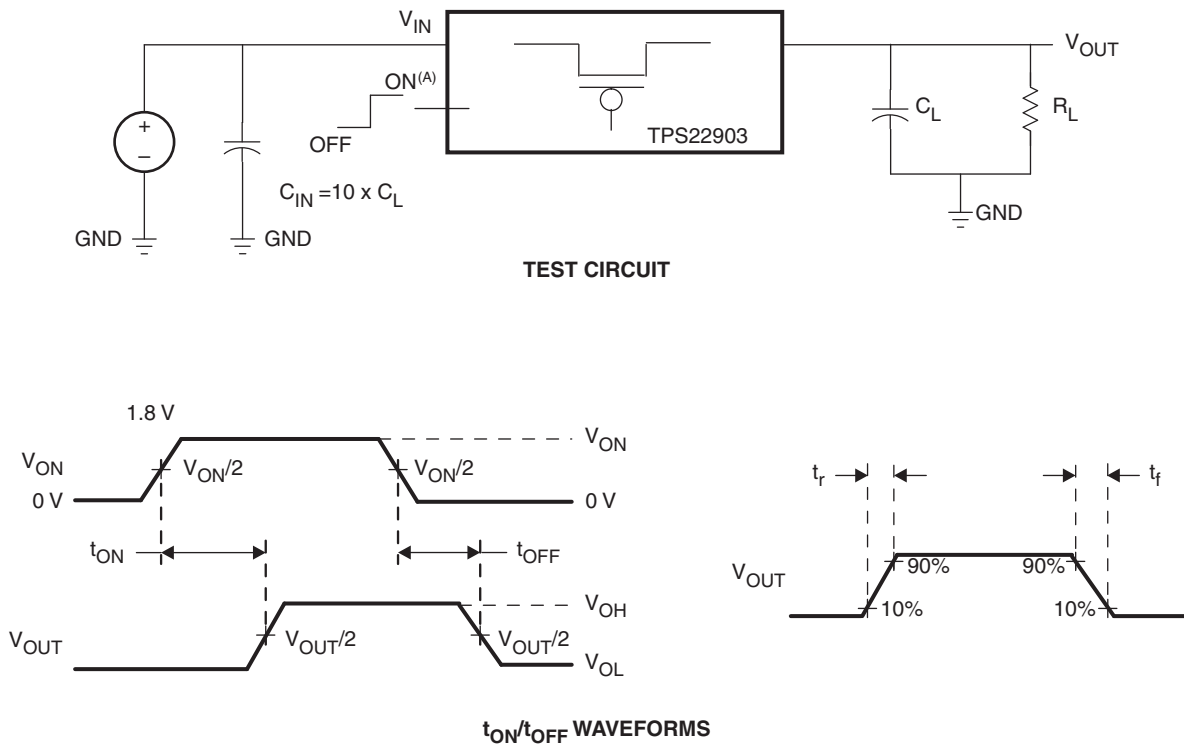 V_IN
V_OUT
ON(A)
OFF
+
–
C_IN =10 x C_L
TPS22903
C_L
R_L
GND
GND
GND
TEST CIRCUIT
1.8 V
V_ON
V_ON
V_ON/2
V_ON/2
0 V
0 V
t_ON
t_OFF
V_OH
V_OUT
V_OUT/2
V_OUT/2
V_OL
t_r
t_f
V_OUT
90%
90%
10%
10%
t_ON/t_OFF WAVEFORMS